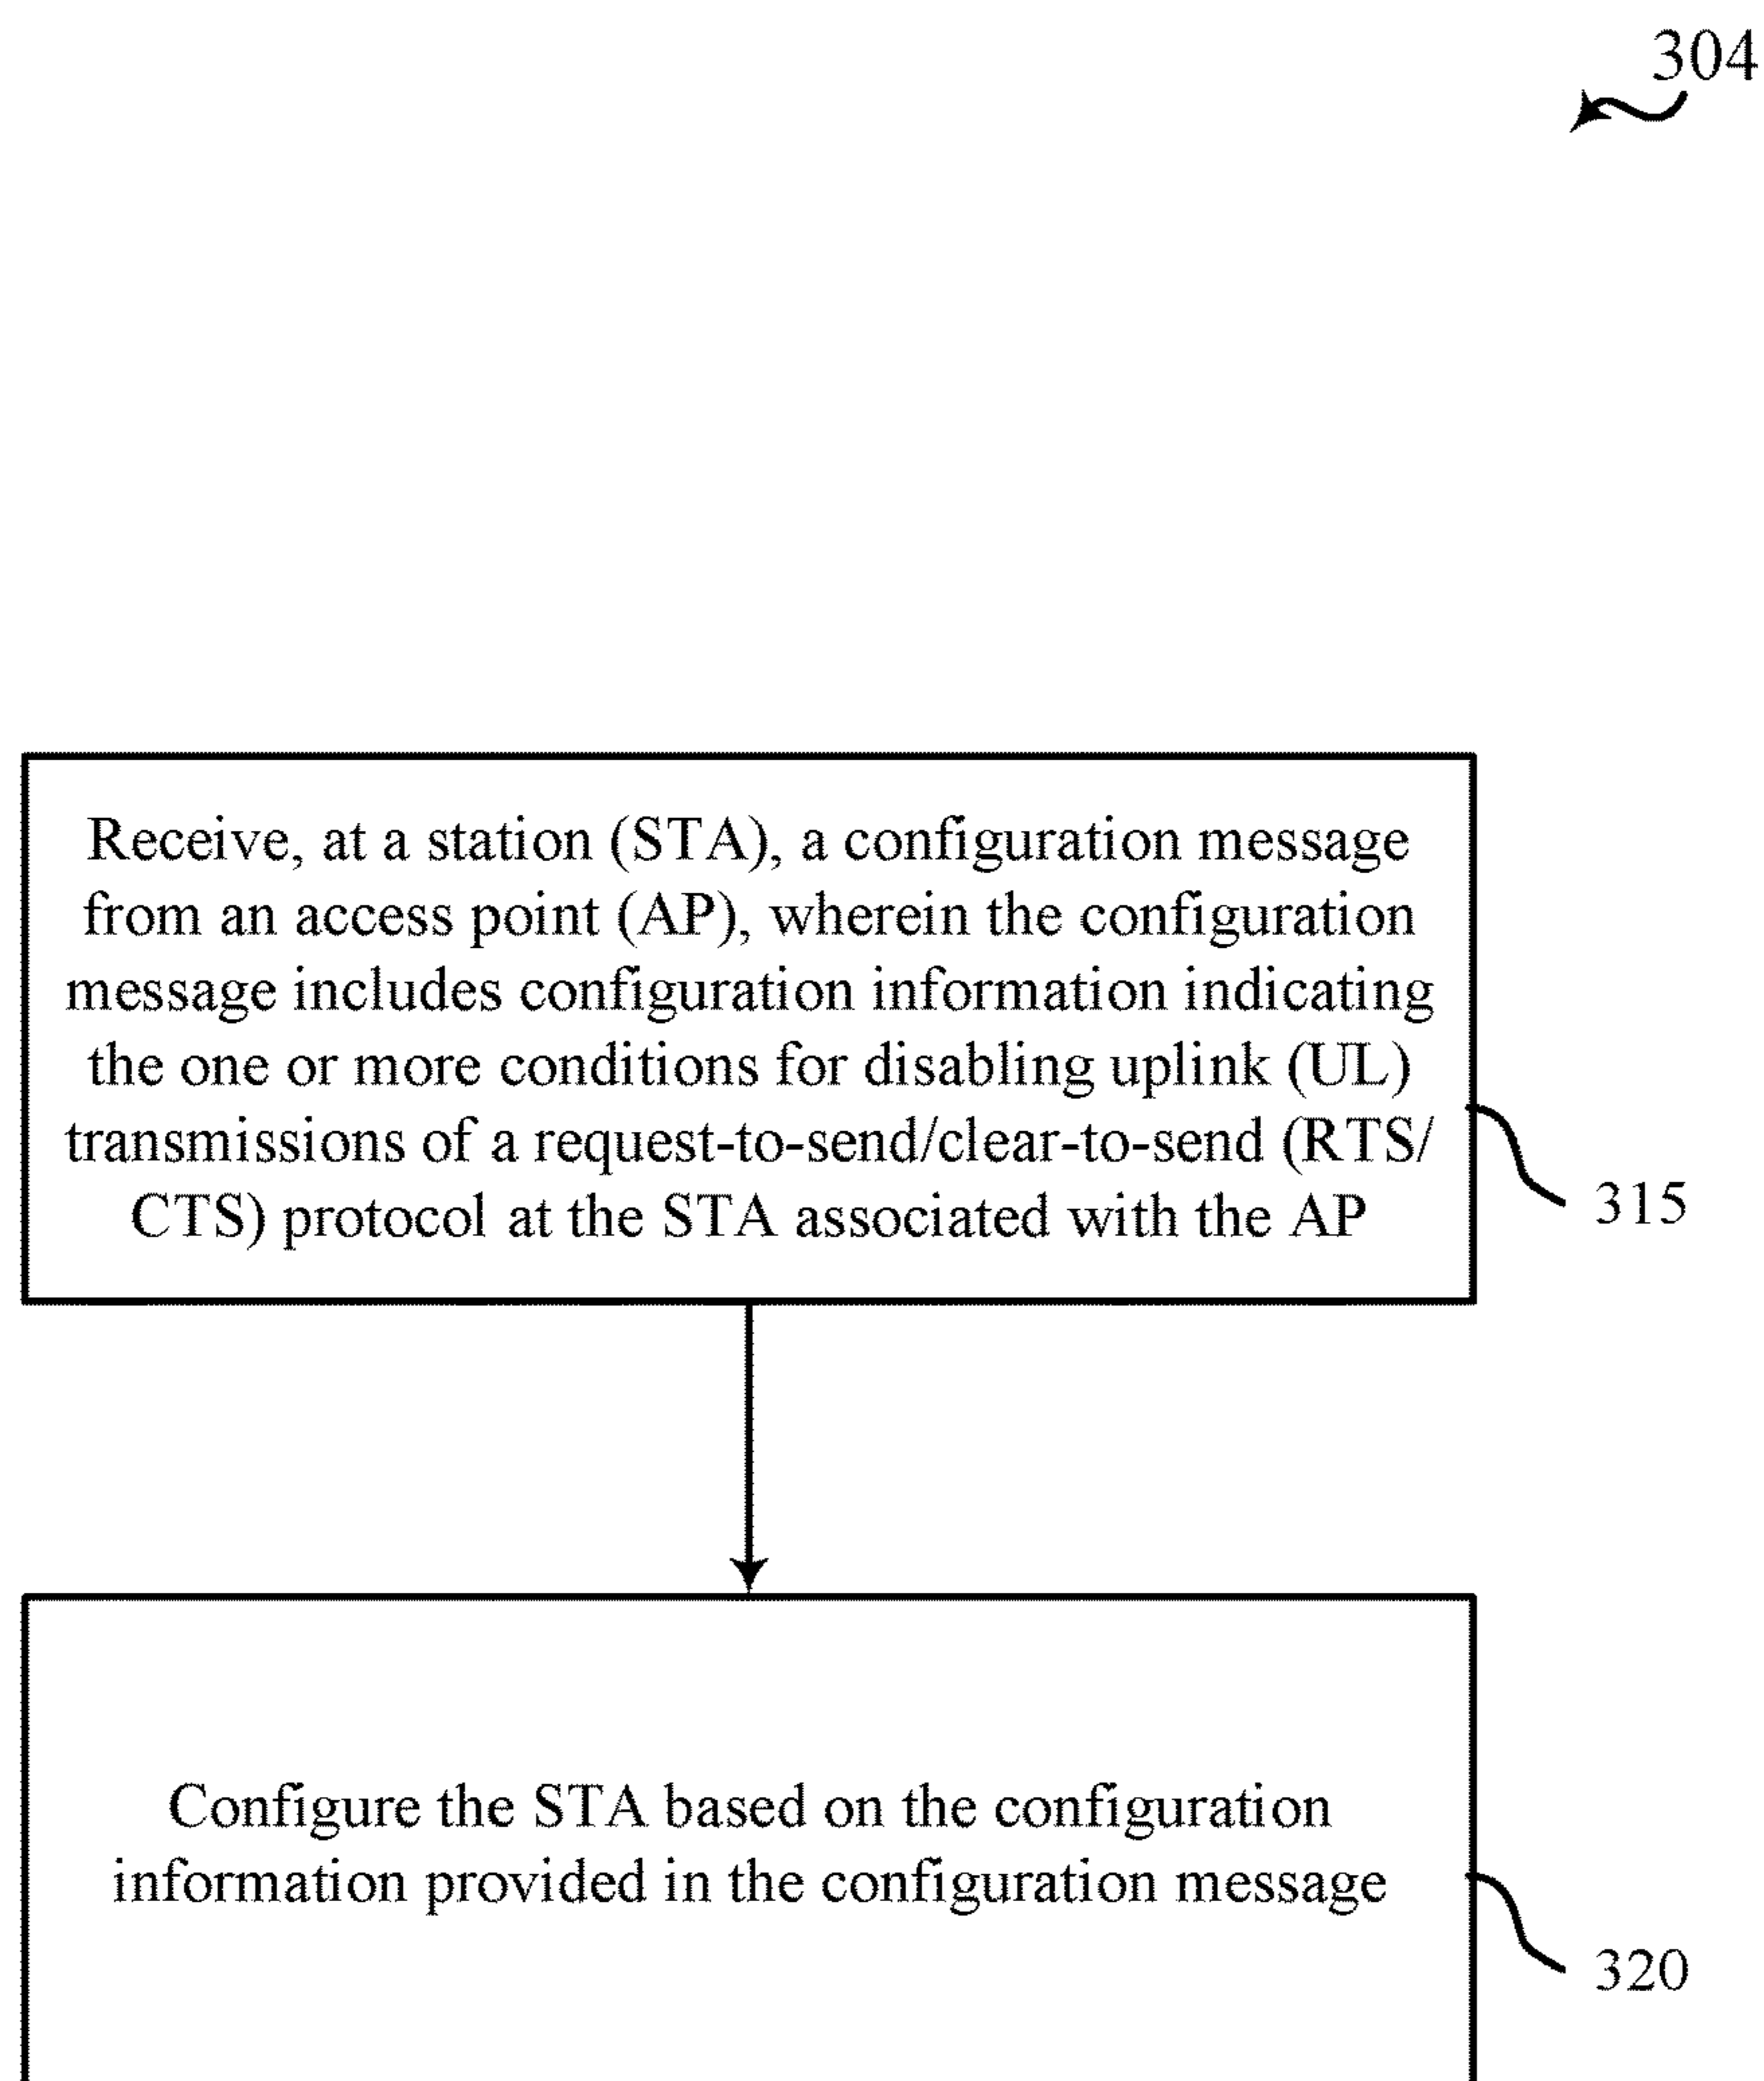 304
Receive, at a station (STA), a configuration message
from an access point (AP), wherein the configuration
message includes configuration information indicating
the one or more conditions for disabling uplink (UL)
transmissions of a request-to-send/clear-to-send (RTS/
CTS) protocol at the STA associated with the AP
315
Configure the STA based on the configuration
information provided in the configuration message
320